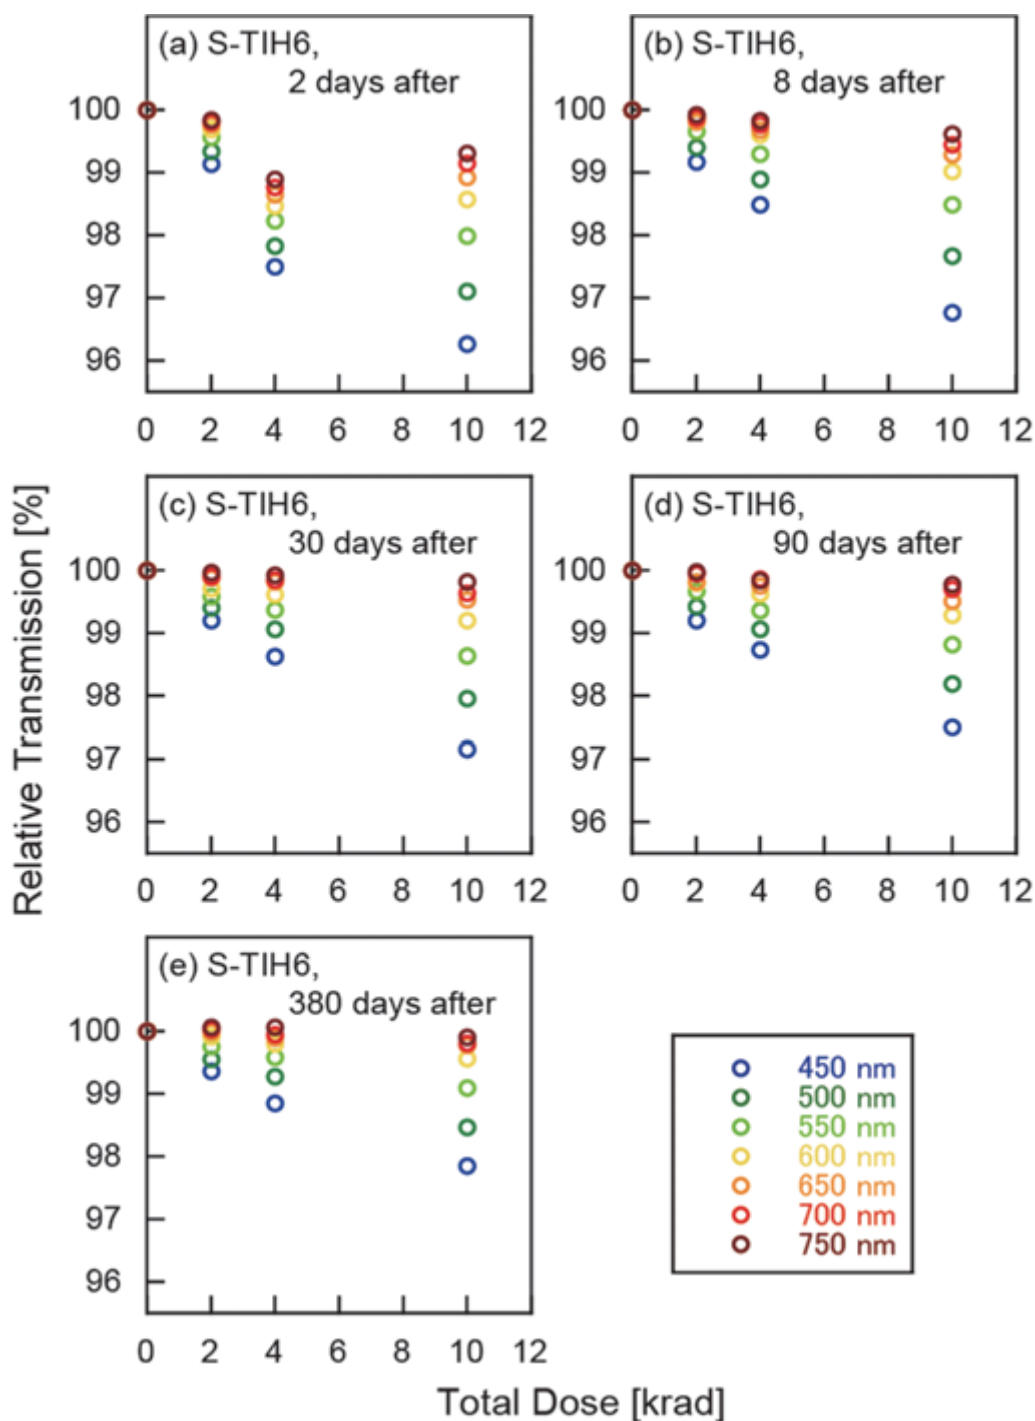 (a) S-TIH6,
2 days after
100
99
98
97
96
0 2 4 6 8 10 12
(b) S-TIH6,
8 days after
100
99
98
97
96
0 2 4 6 8 10 12
Relative Transmission [%]
(c) S-TIH6,
30 days after
100
99
98
97
96
0 2 4 6 8 10 12
(d) S-TIH6,
90 days after
100
99
98
97
96
0 2 4 6 8 10 12
(e) S-TIH6,
380 days after
100
99
98
97
96
0 2 4 6 8 10 12
450 nm
500 nm
550 nm
600 nm
650 nm
700 nm
750 nm
Total Dose [krad]